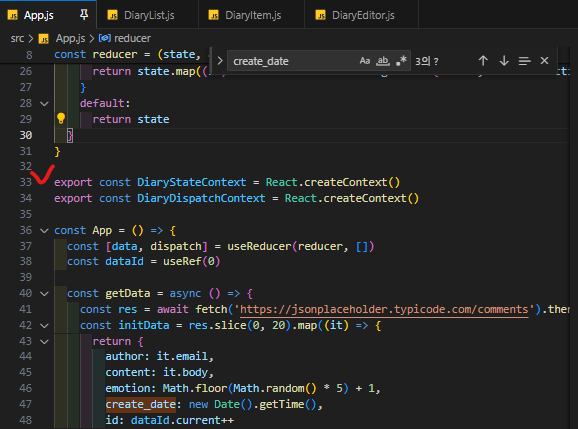 App.js DiaryList.js DiaryItem.js DiaryEditor.js
src > App.js > reducer
8 const reducer = (state,
create_date Aa ab .* 3의 ?
26 return state.map((
27 }
28 default:
29 return state
30 }
31 }
32
33 export const DiaryStateContext = React.createContext()
34 export const DiaryDispatchContext = React.createContext()
35
36 const App = () => {
37 const [data, dispatch] = useReducer(reducer, [])
38 const dataId = useRef(0)
39
40 const getData = async () => {
41 const res = await fetch('https://jsonplaceholder.typicode.com/comments').then
42 const initData = res.slice(0, 20).map((it) => {
43 return {
44 author: it.email,
45 content: it.body,
46 emotion: Math.floor(Math.random() * 5) + 1,
47 create_date: new Date().getTime(),
48 id: dataId.current++